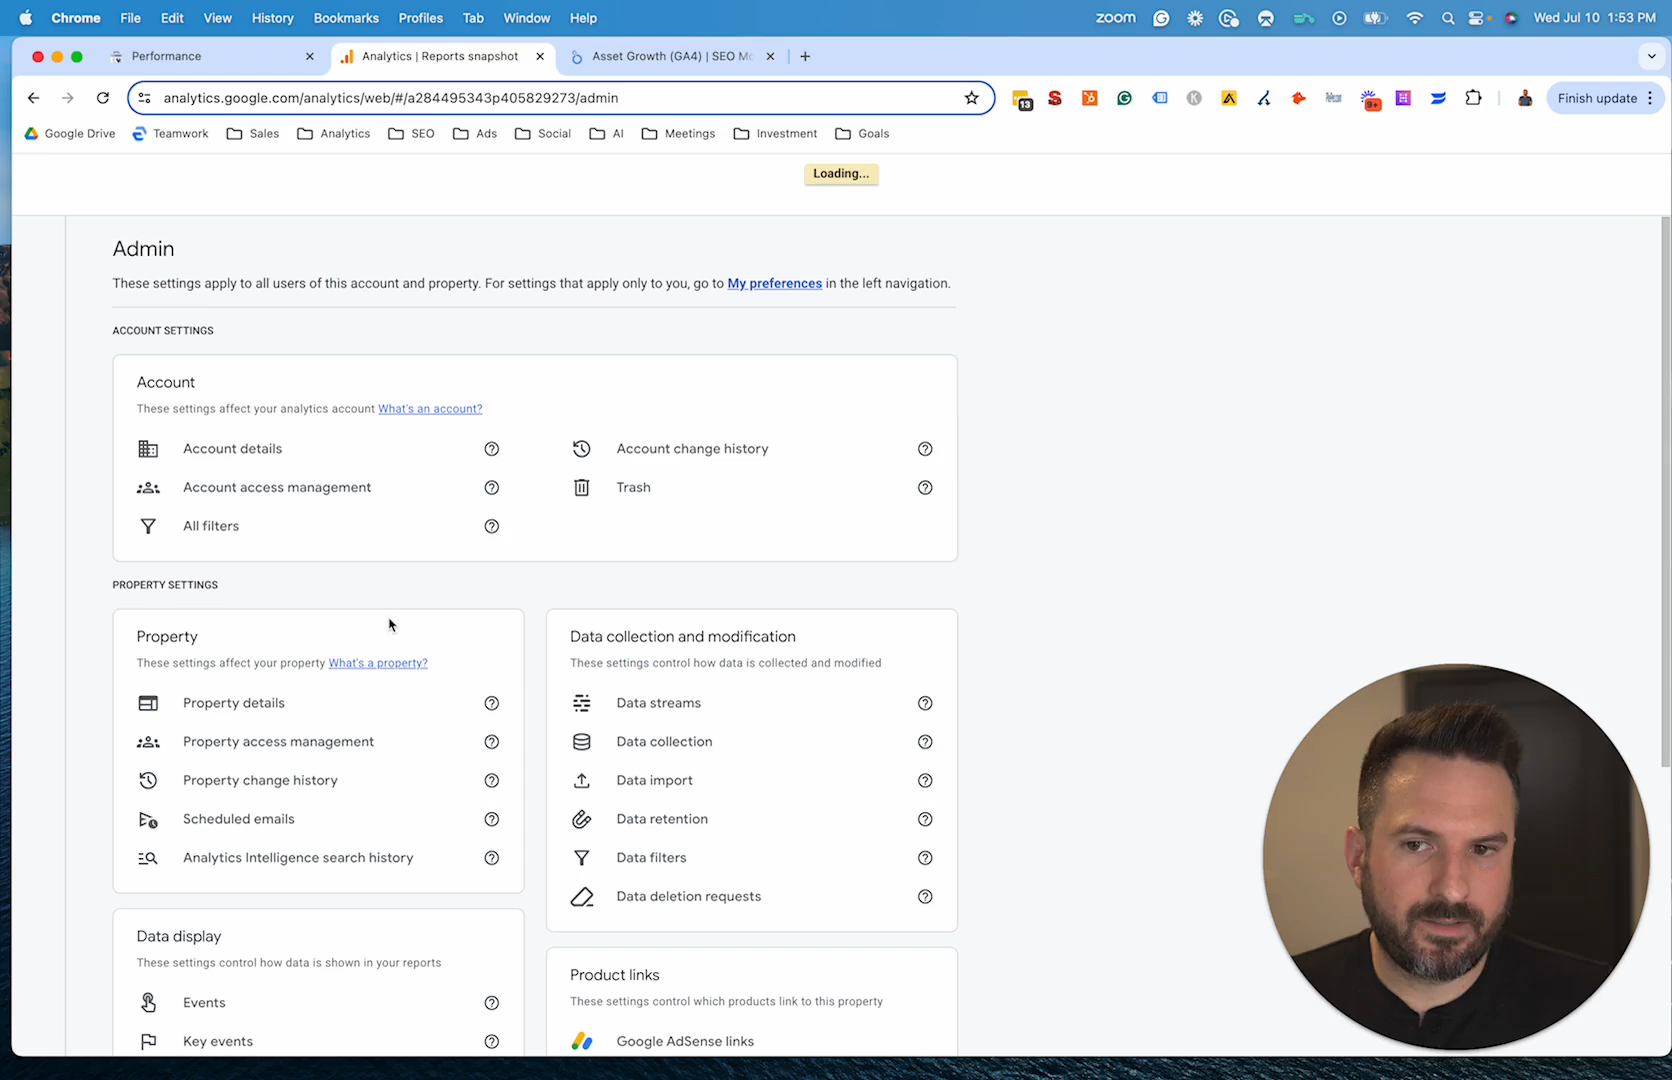 Chrome File Edit View History Bookmarks Profiles Tab Window Help zoom Wed Jul 10 1:53 PM
Performance Analytics | Reports snapshot Asset Growth (GA4) | SEO Mo
analytics.google.com/analytics/web/#/a284495343p405829273/admin 13 9+ Finish update
Google Drive Teamwork Sales Analytics SEO Ads Social AI Meetings Investment Goals
Loading...
Admin
These settings apply to all users of this account and property. For settings that apply only to you, go to My preferences in the left navigation.
ACCOUNT SETTINGS
Account
These settings affect your analytics account What's an account?
Account details
Account change history
Account access management
Trash
All filters
PROPERTY SETTINGS
Property
These settings affect your property What's a property?
Property details
Property access management
Property change history
Scheduled emails
Analytics Intelligence search history
Data collection and modification
These settings control how data is collected and modified
Data streams
Data collection
Data import
Data retention
Data filters
Data deletion requests
Data display
These settings control how data is shown in your reports
Events
Key events
Product links
These settings control which products link to this property
Google AdSense links